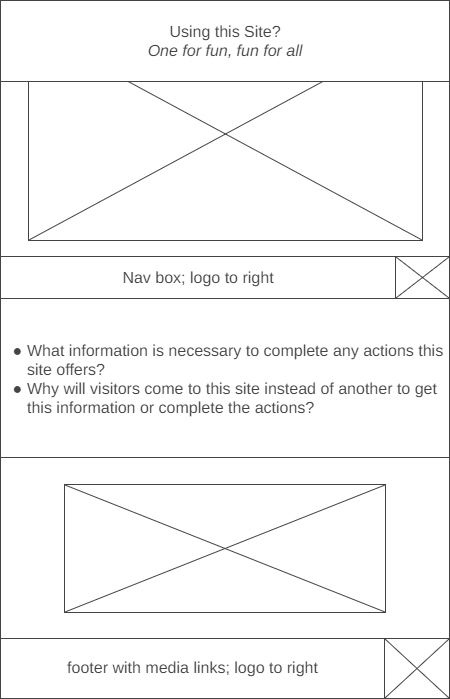 Using this Site?
One for fun, fun for all
Nav box; logo to right
● What information is necessary to complete any actions this
site offers?
● Why will visitors come to this site instead of another to get
this information or complete the actions?
footer with media links; logo to right